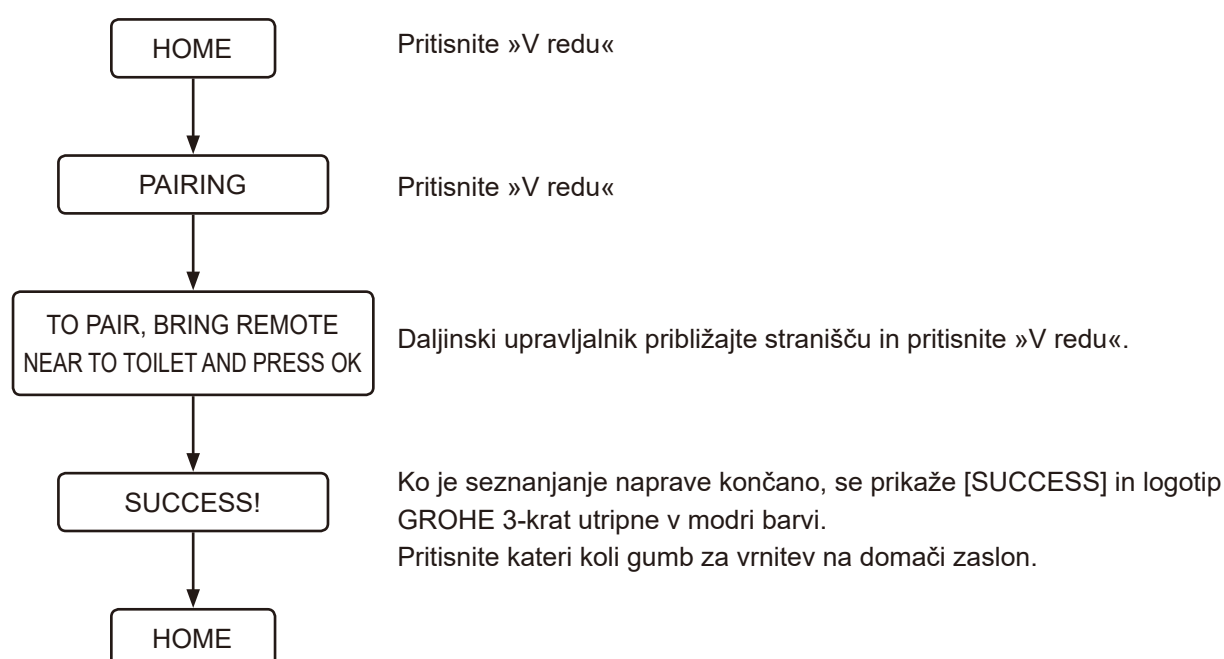 HOME
Pritisnite »V redu«
PAIRING
Pritisnite »V redu«
TO PAIR, BRING REMOTE
NEAR TO TOILET AND PRESS OK
Daljinski upravljalnik približajte stranišču in pritisnite »V redu«.
SUCCESS!
Ko je seznanjanje naprave končano, se prikaže [SUCCESS] in logotip
GROHE 3-krat utripne v modri barvi.
Pritisnite kateri koli gumb za vrnitev na domači zaslon.
HOME